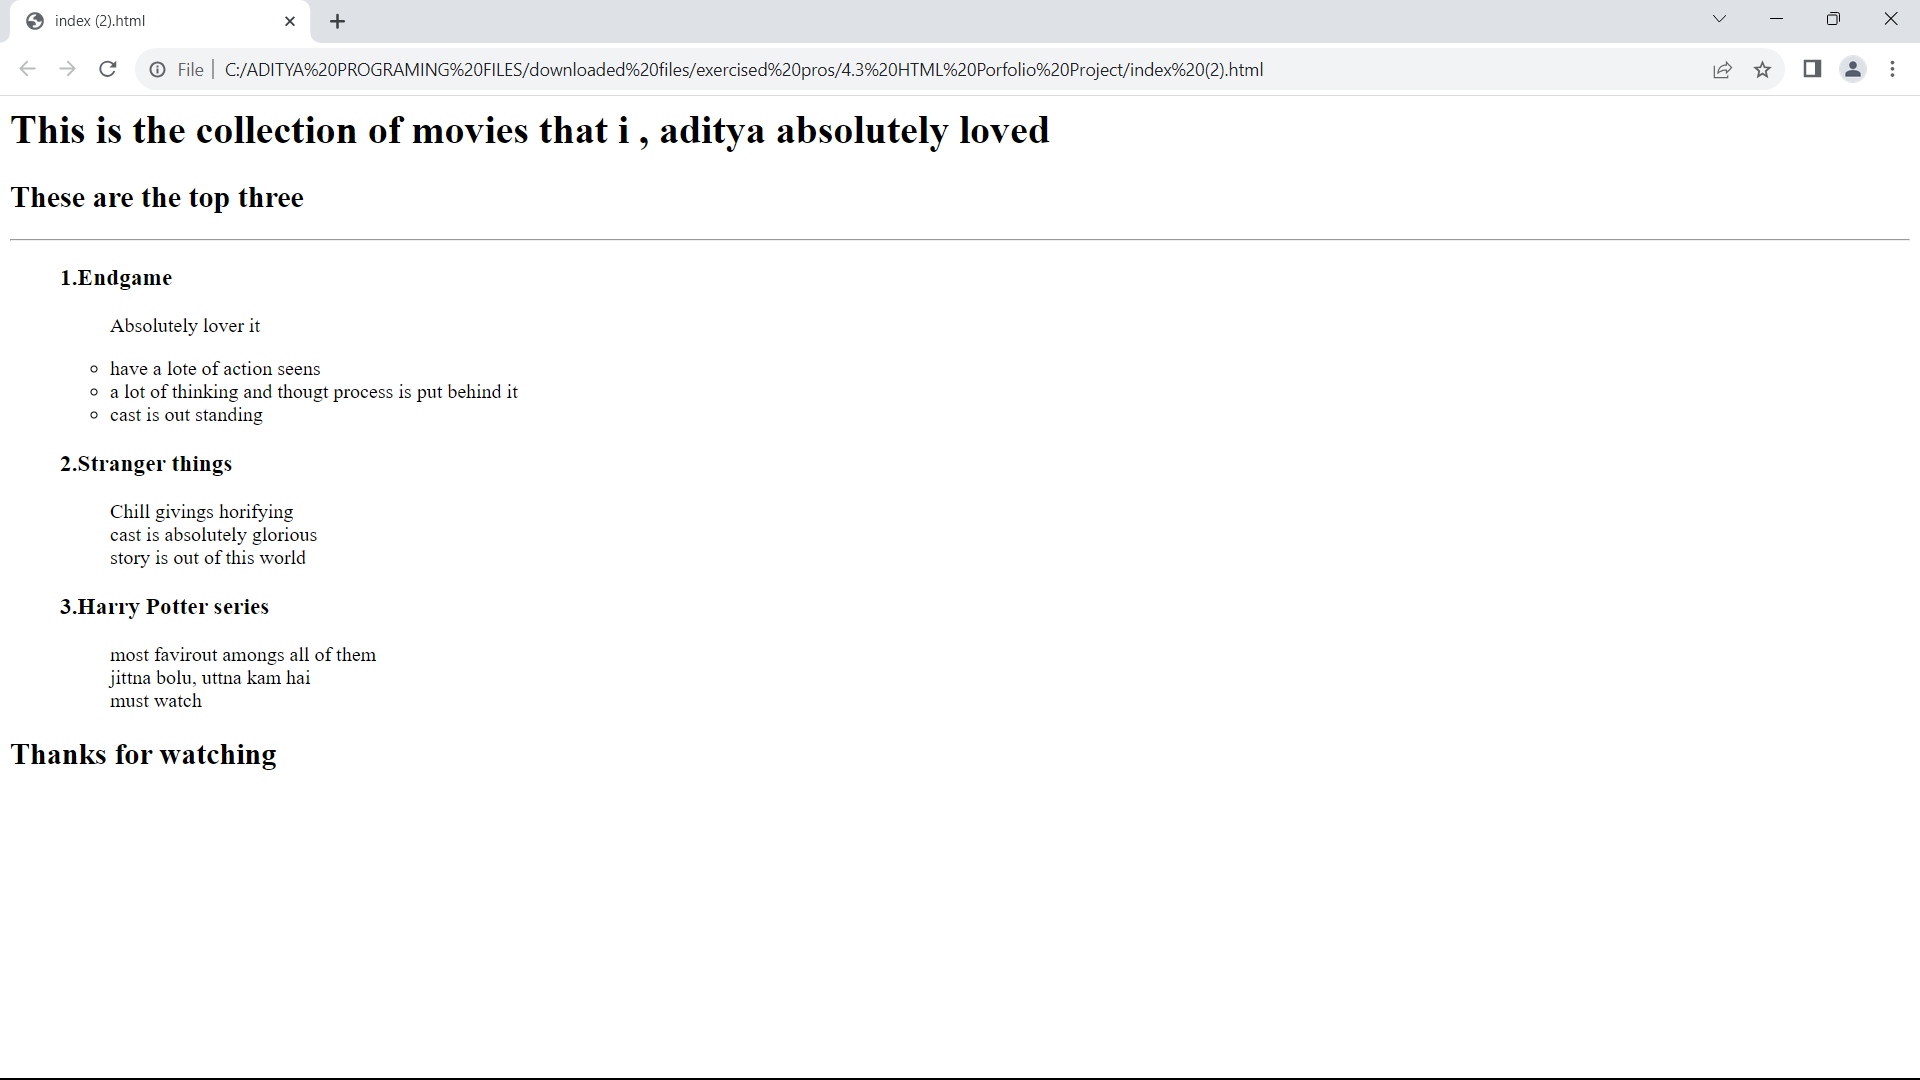 index (2).html
File
C:/ADITYA%20PROGRAMING%20FILES/downloaded%20files/exercised%20pros/4.3%20HTML%20Porfolio%20Project/index%20(2).html
This is the collection of movies that i , aditya absolutely loved
These are the top three
1.Endgame
Absolutely lover it
have a lote of action seens
a lot of thinking and thougt process is put behind it
cast is out standing
2.Stranger things
Chill givings horifying
cast is absolutely glorious
story is out of this world
3.Harry Potter series
most favirout amongs all of them
jittna bolu, uttna kam hai
must watch
Thanks for watching